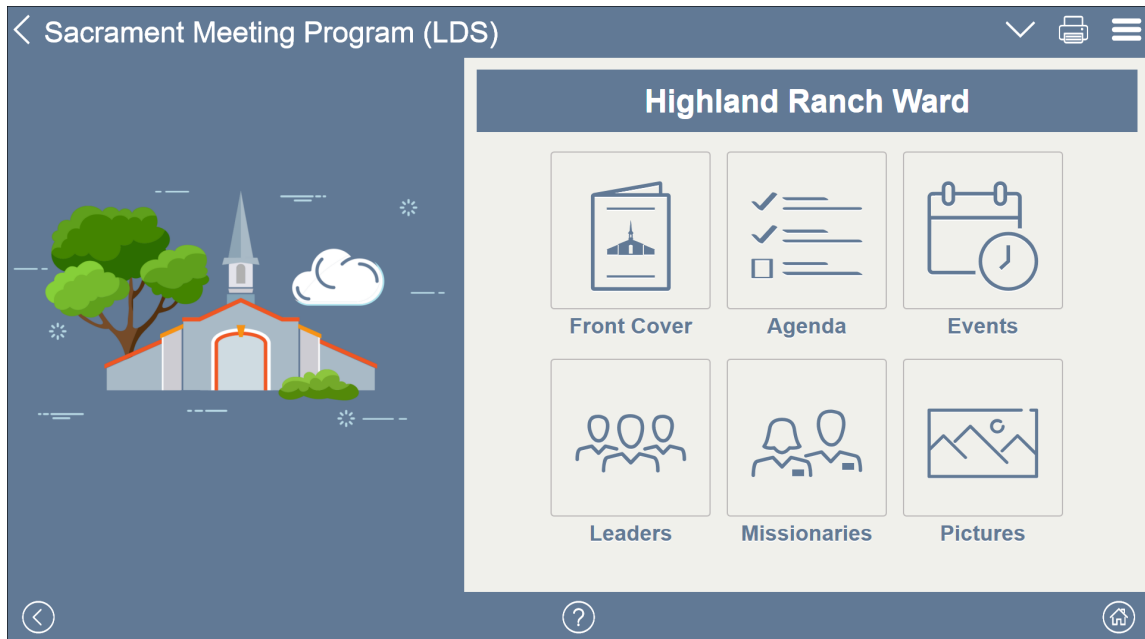 Sacrament Meeting Program (LDS)
Highland Ranch Ward
Front Cover
Agenda
Events
Leaders
Missionaries
Pictures
?